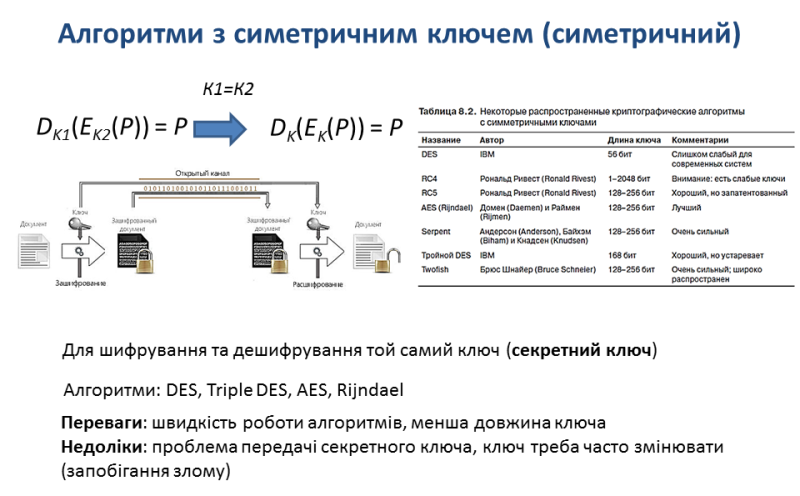 Алгоритми з симетричним ключем (симетричний)
К1=К2
D_{K1}(E_{K2}(P)) = P
D_K(E_K(P)) = P
Открытый канал
01011010010101101110010​11
Ключ
Ключ
Документ
Зашифрованный
документ
Зашифрованный
документ
Документ
Зашифрование
Расшифрование
Таблица 8.2. Некоторые распространенные криптографические алгоритмы
с симметричными ключами
Название Автор Длина ключа Комментарии
DES IBM 56 бит Слишком слабый для
современных систем
RC4 Рональд Ривест (Ronald Rivest) 1–2048 бит Внимание: есть слабые ключи
RC5 Рональд Ривест (Ronald Rivest) 128–256 бит Хороший, но запатентованный
AES (Rijndael) Домен (Daemen) и Раймен
(Rijmen) 128–256 бит Лучший
Serpent Андерсон (Anderson), Байхэм
(Biham) и Кнадсен (Knudsen) 128–256 бит Очень сильный
Тройной DES IBM 168 бит Хороший, но устаревает
Twofish Брюс Шнайер (Bruce Schneier) 128–256 бит Очень сильный; широко
распространен
Для шифрування та дешифрування той самий ключ (секретний ключ)
Алгоритми: DES, Triple DES, AES, Rijndael
Переваги: швидкість роботи алгоритмів, менша довжина ключа
Недоліки: проблема передачі секретного ключа, ключ треба часто змінювати
(запобігання злому)